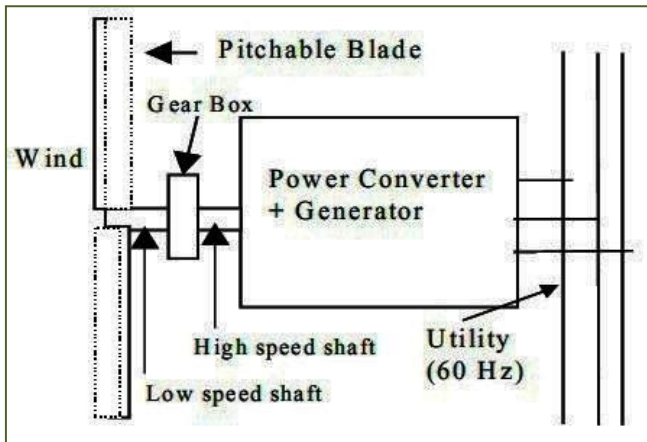 Pitchable Blade
Gear Box
Wind
Power Converter
+ Generator
Utility
(60 Hz)
High speed shaft
Low speed shaft